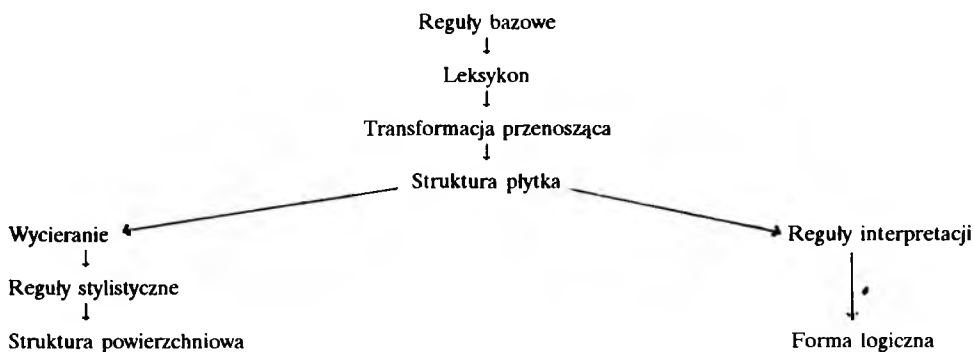 Reguły bazowe
Leksykon
Transformacja przenosząca
Struktura płytka
Wycieranie
Reguły interpretacji
Reguły stylistyczne
Struktura powierzchniowa
Forma logiczna